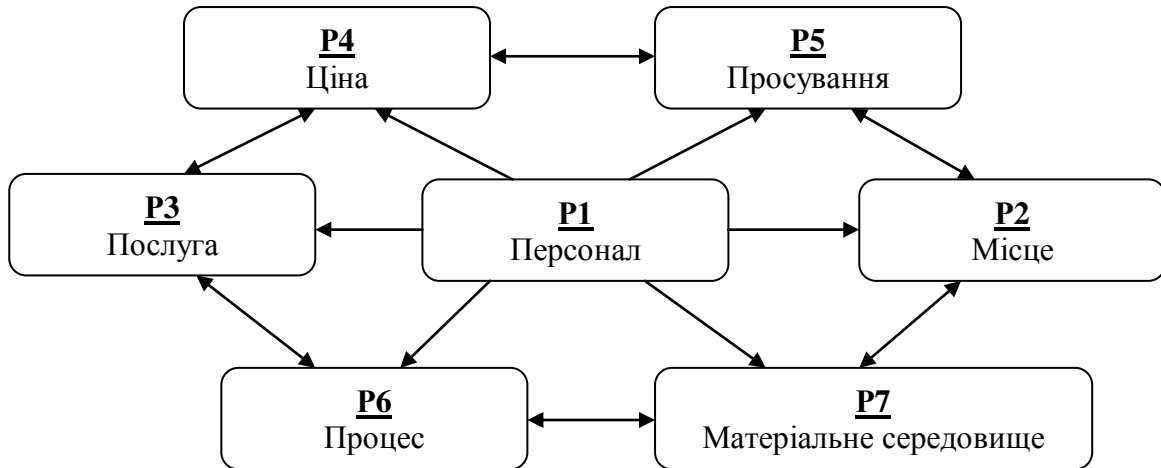 P4
Ціна
P5
Просування
P3
Послуга
P1
Персонал
P2
Місце
P6
Процес
P7
Матеріальне середовище